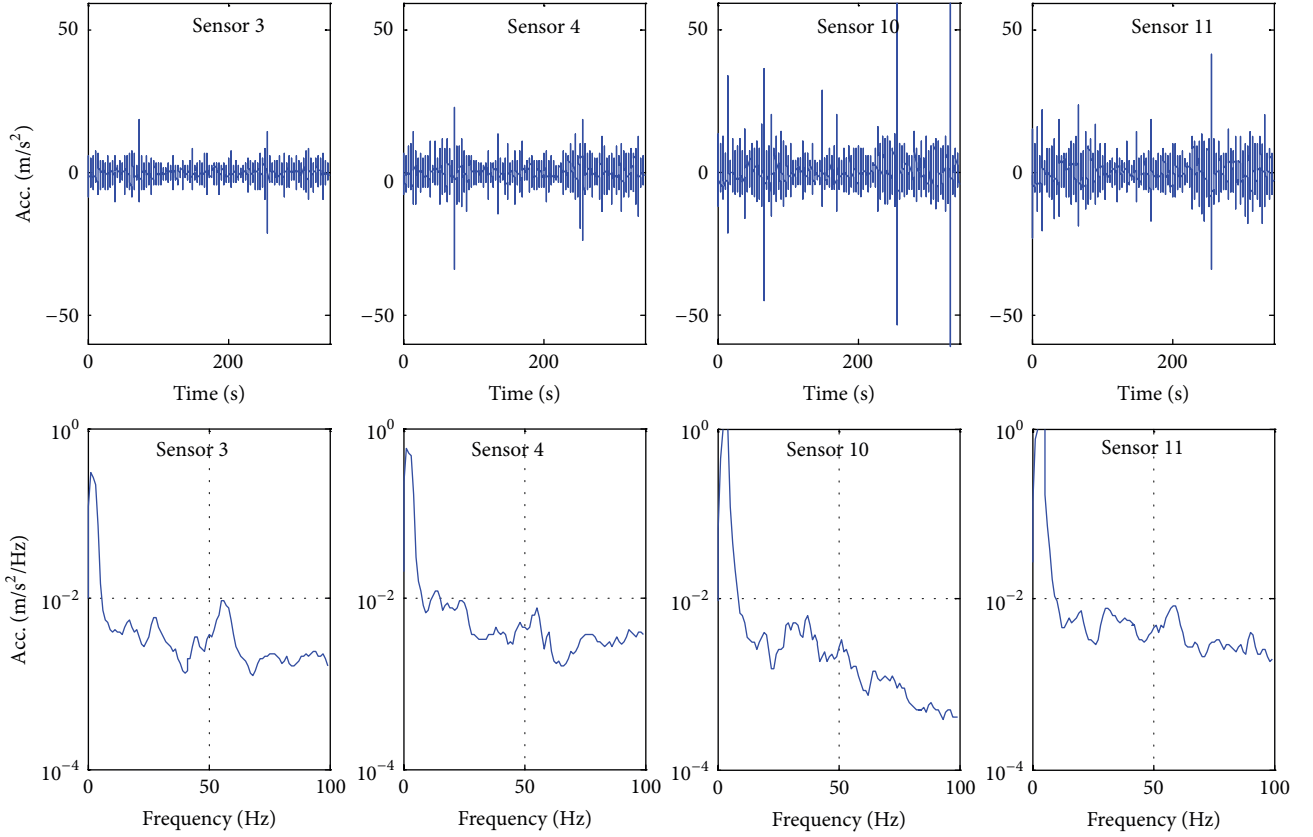 Sensor 3
Sensor 4
Sensor 10
Sensor 11
50
0
−50
50
0
−50
50
0
−50
50
0
−50
Acc. (m/s²)
0 200
0 200
0 200
0 200
Time (s)
Time (s)
Time (s)
Time (s)
Sensor 3
Sensor 4
Sensor 10
Sensor 11
10⁰
10⁻²
10⁻⁴
10⁰
10⁻²
10⁻⁴
10⁰
10⁻²
10⁻⁴
10⁰
10⁻²
10⁻⁴
Acc. (m/s²/Hz)
0 50 100
0 50 100
0 50 100
0 50 100
Frequency (Hz)
Frequency (Hz)
Frequency (Hz)
Frequency (Hz)